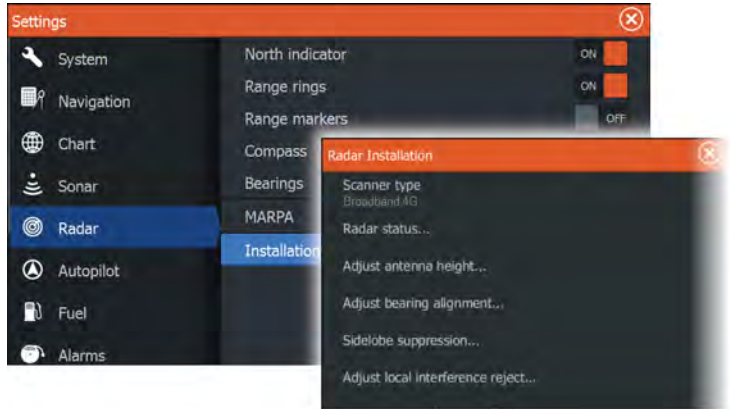 Settings
System
Navigation
Chart
Sonar
Radar
Autopilot
Fuel
Alarms
North indicator ON
Range rings ON
Range markers OFF
Compass
Bearings
MARPA
Installation
Radar Installation
Scanner type
Broadband 4G
Radar status...
Adjust antenna height...
Adjust bearing alignment...
Sidelobe suppression...
Adjust local interference reject...